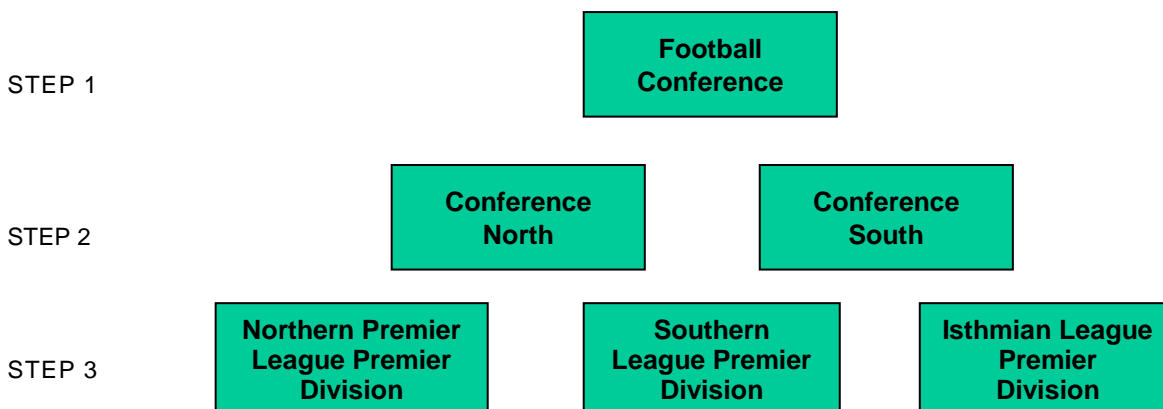 STEP 1
Football
Conference
STEP 2
Conference
North
Conference
South
STEP 3
Northern Premier
League Premier
Division
Southern
League Premier
Division
Isthmian League
Premier
Division